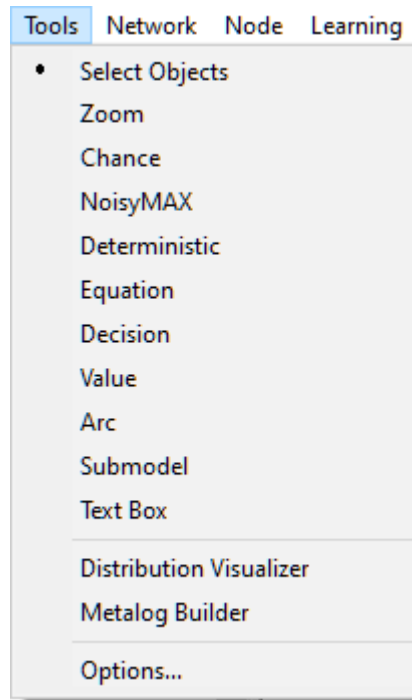 Tools Network Node Learning
Select Objects
Zoom
Chance
NoisyMAX
Deterministic
Equation
Decision
Value
Arc
Submodel
Text Box
Distribution Visualizer
Metalog Builder
Options...